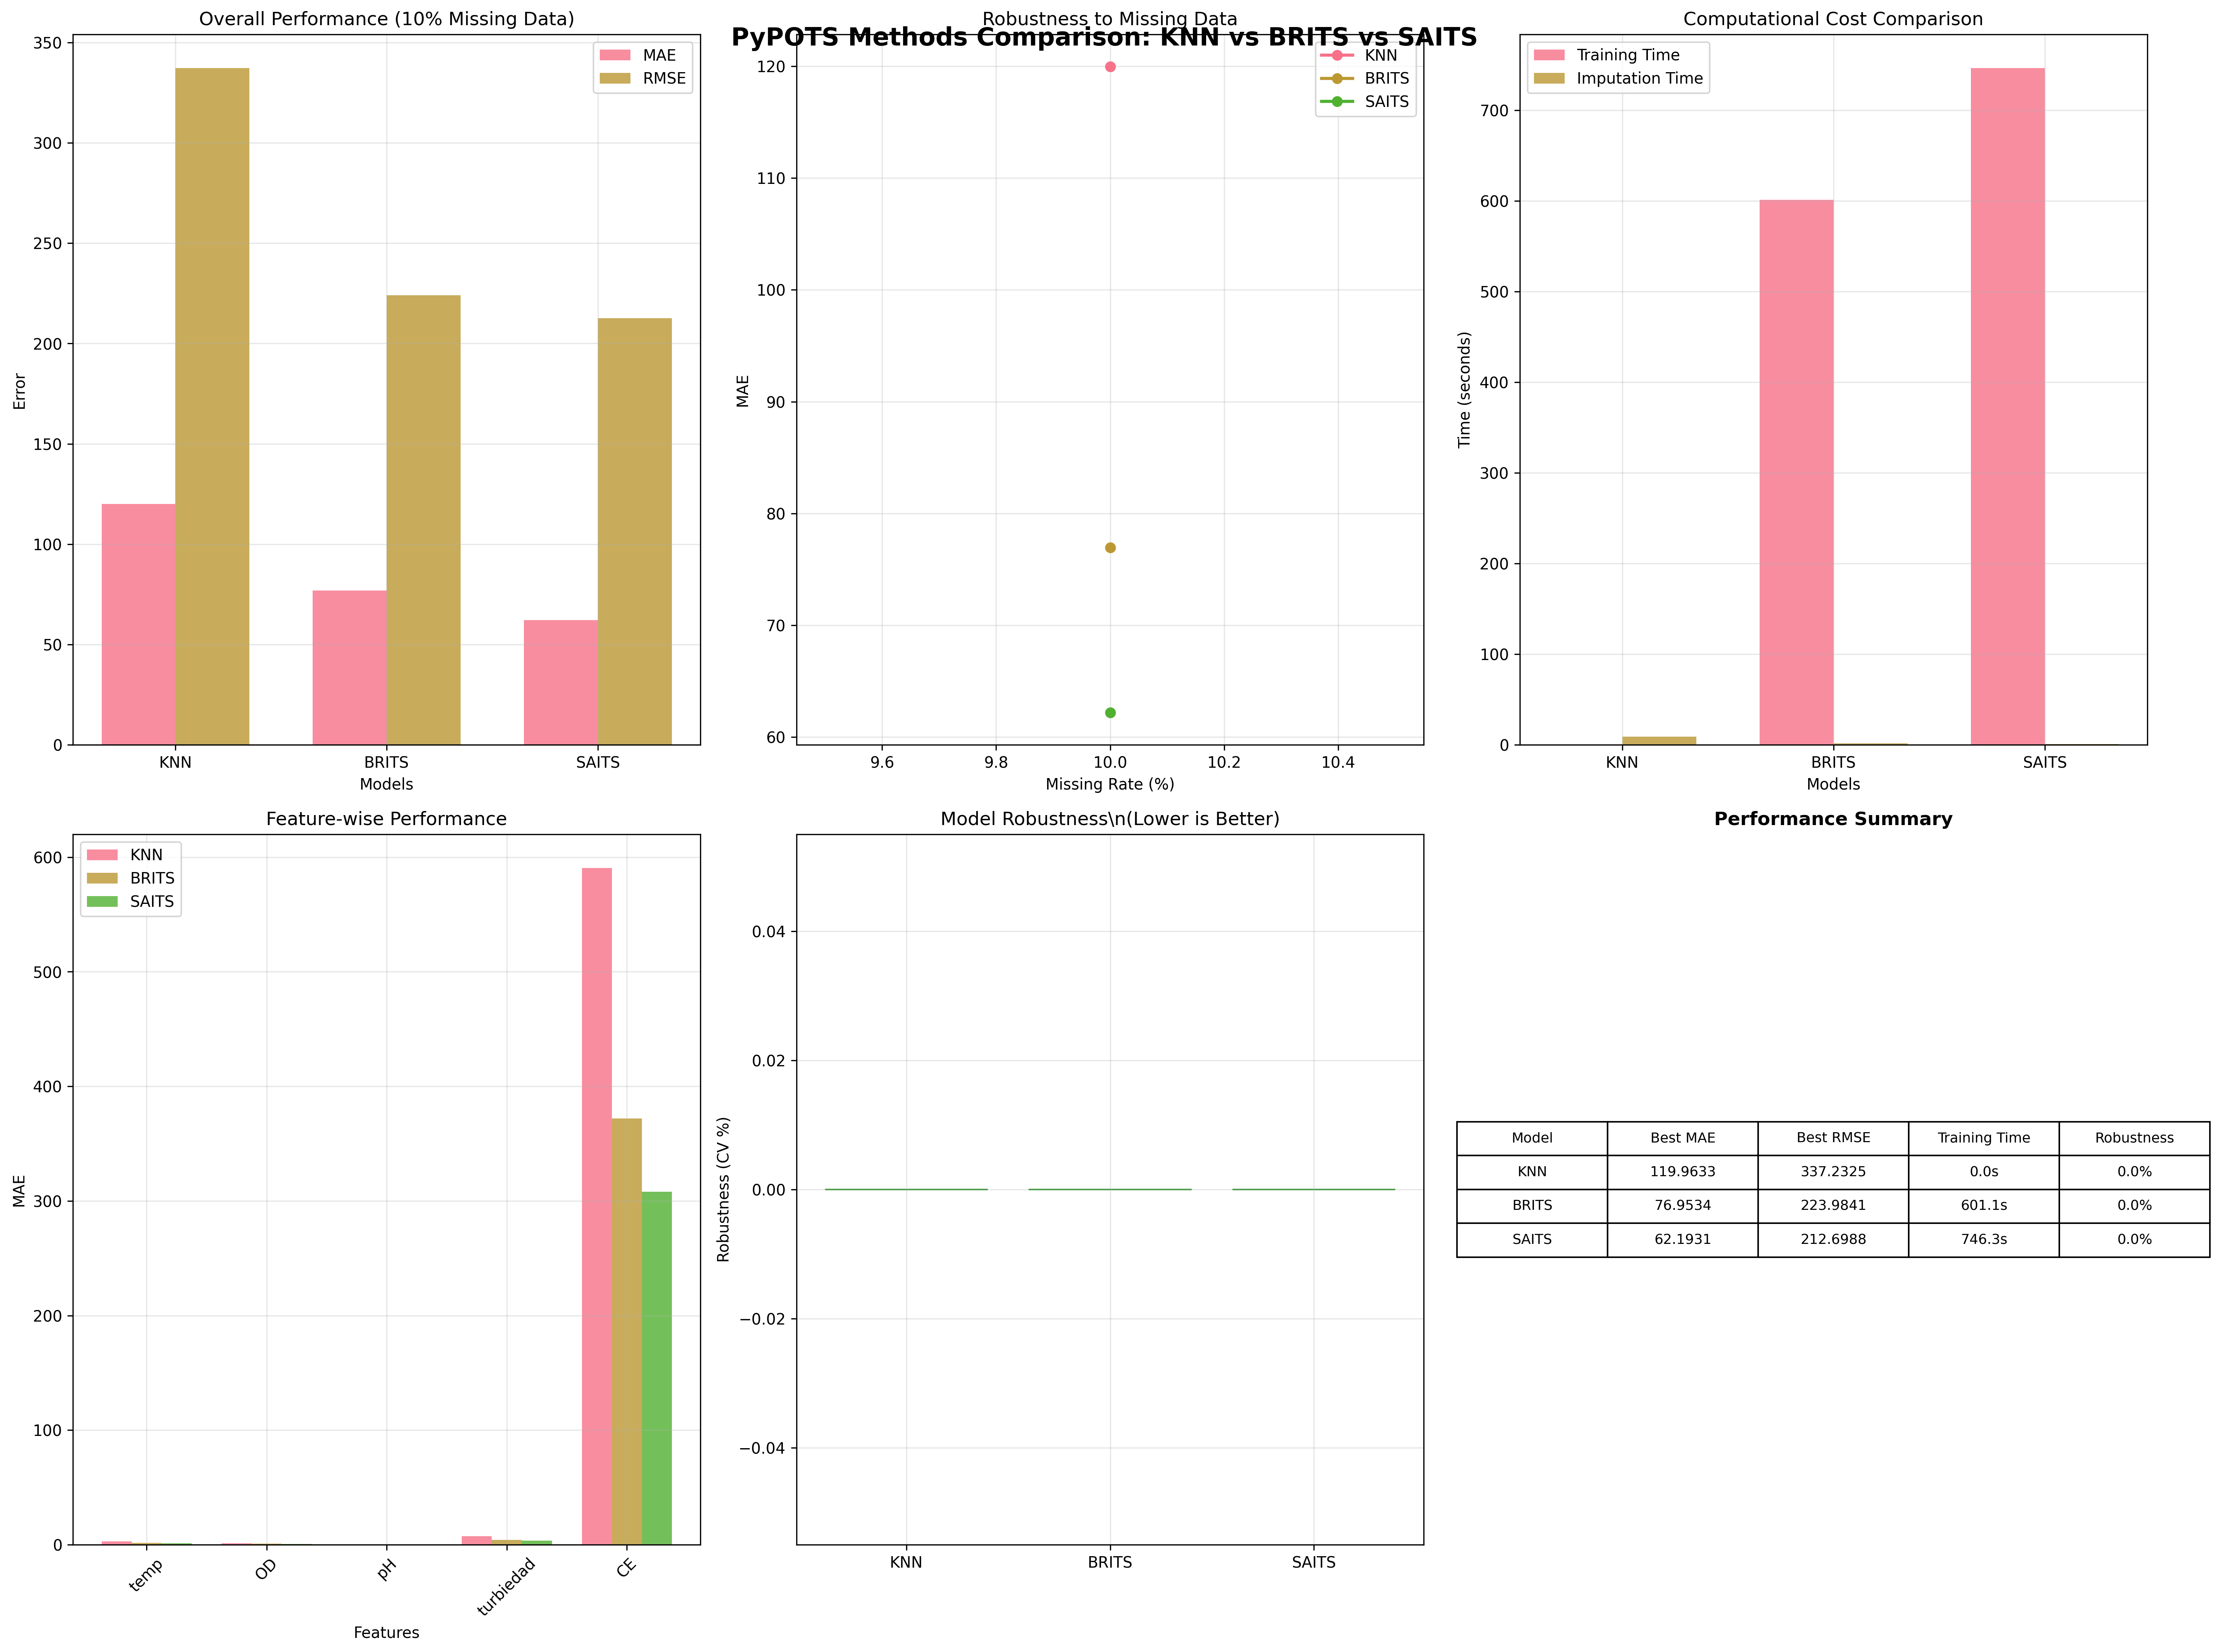 PyPOTS Methods Comparison: KNN vs BRITS vs SAITS
Overall Performance (10% Missing Data)
MAE
RMSE
350
300
250
200
150
100
50
0
Error
KNN BRITS SAITS
Models
Robustness to Missing Data
KNN
BRITS
SAITS
120
110
100
90
80
70
60
MAE
9.6 9.8 10.0 10.2 10.4
Missing Rate (%)
Computational Cost Comparison
Training Time
Imputation Time
700
600
500
400
300
200
100
0
Time (seconds)
KNN BRITS SAITS
Models
Feature-wise Performance
KNN
BRITS
SAITS
600
500
400
300
200
100
0
MAE
temp OD pH turbiedad CE
Features
Model Robustness\n(Lower is Better)
0.04
0.02
0.00
−0.02
−0.04
Robustness (CV %)
KNN BRITS SAITS
Performance Summary
Model Best MAE Best RMSE Training Time Robustness
KNN 119.9633 337.2325 0.0s 0.0%
BRITS 76.9534 223.9841 601.1s 0.0%
SAITS 62.1931 212.6988 746.3s 0.0%